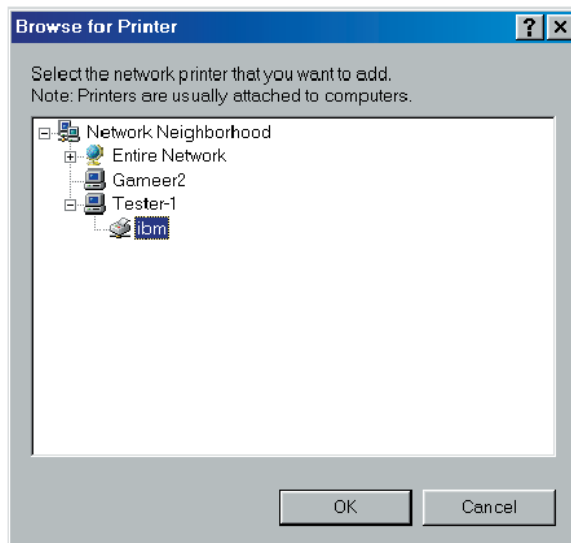 Browse for Printer
Select the network printer that you want to add.
Note: Printers are usually attached to computers.
Network Neighborhood
Entire Network
Gameer2
Tester-1
ibm
OK Cancel